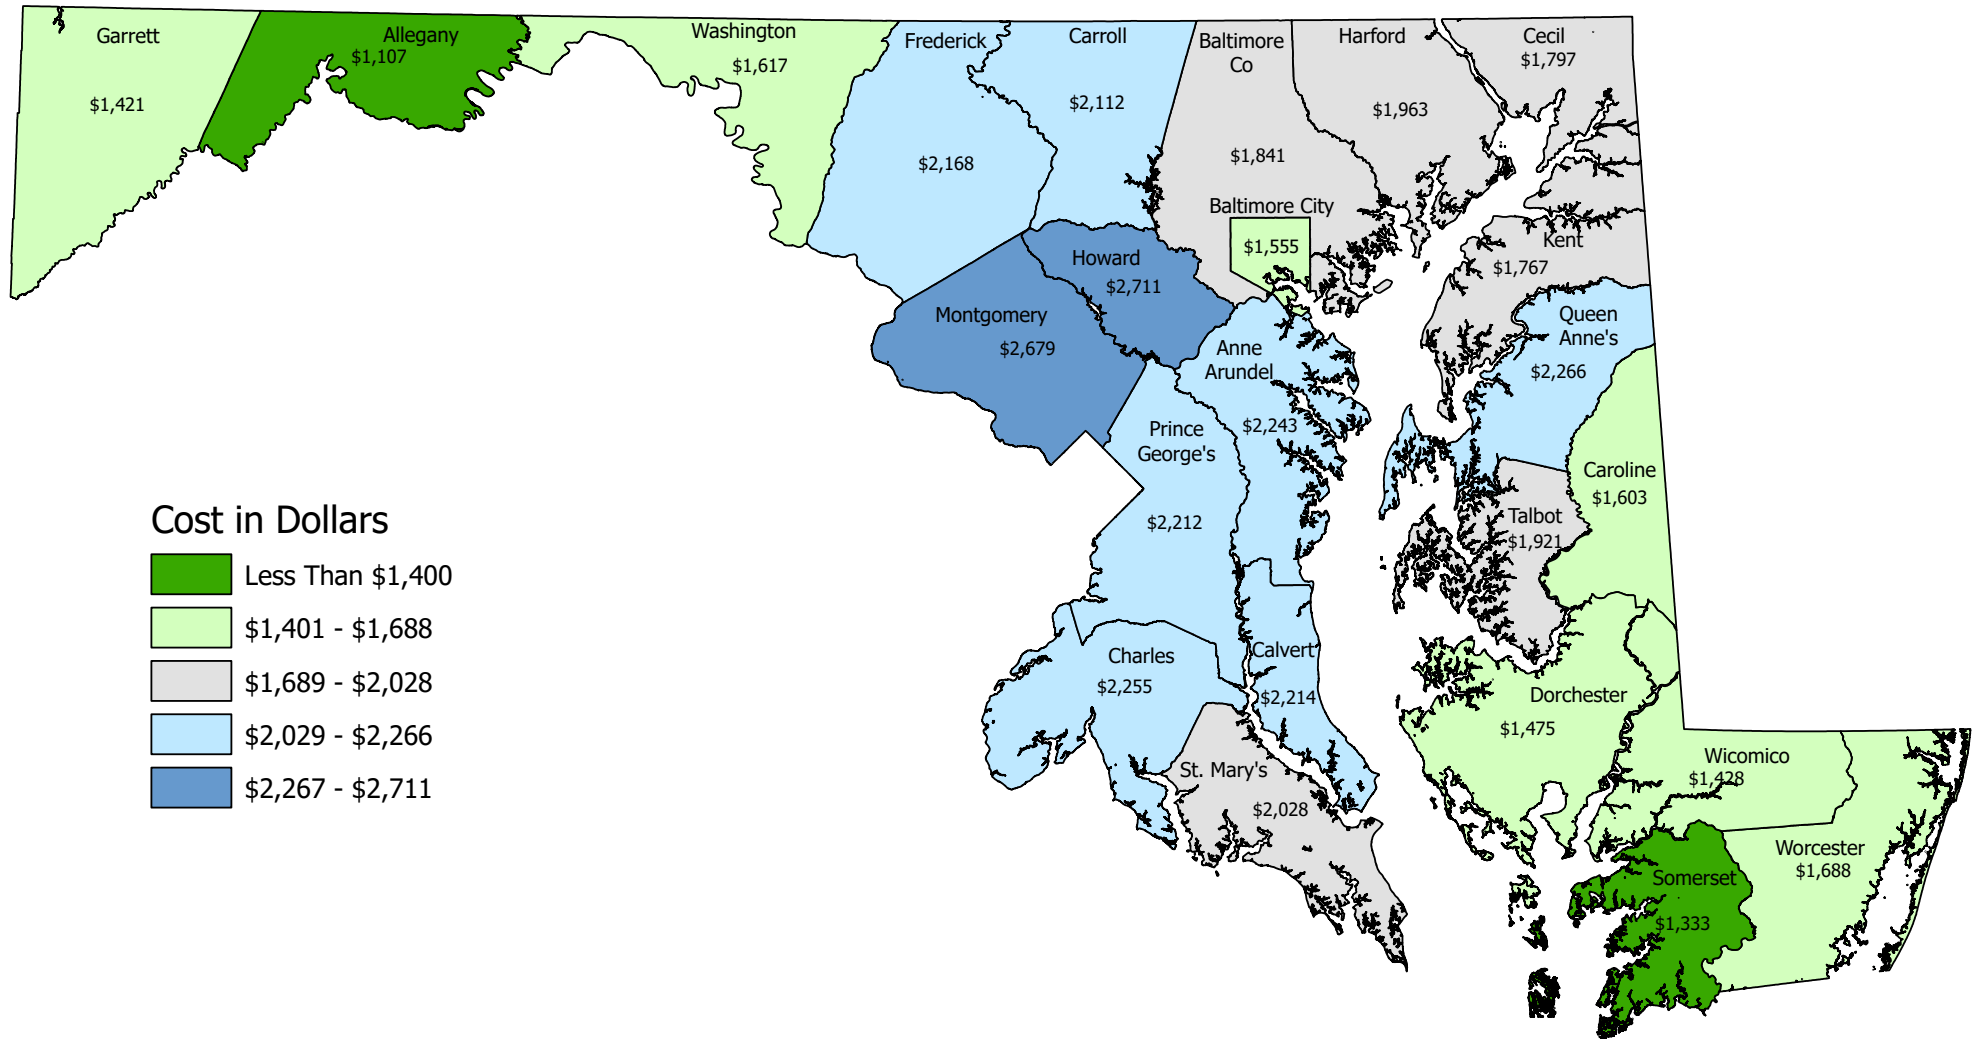 Garrett
$1,421
Allegany
$1,107
Washington
$1,617
Frederick
$2,168
Carroll
$2,112
Baltimore
Co
$1,841
Harford
$1,963
Cecil
$1,797
Baltimore City
$1,555
Kent
$1,767
Howard
$2,711
Montgomery
$2,679
Anne
Arundel
$2,243
Queen
Anne's
$2,266
Prince
George's
$2,212
Caroline
$1,603
Talbot
$1,921
Cost in Dollars
Less Than $1,400
$1,401 - $1,688
$1,689 - $2,028
$2,029 - $2,266
$2,267 - $2,711
Charles
$2,255
Calvert
$2,214
Dorchester
$1,475
St. Mary's
$2,028
Wicomico
$1,428
Worcester
$1,688
Somerset
$1,333